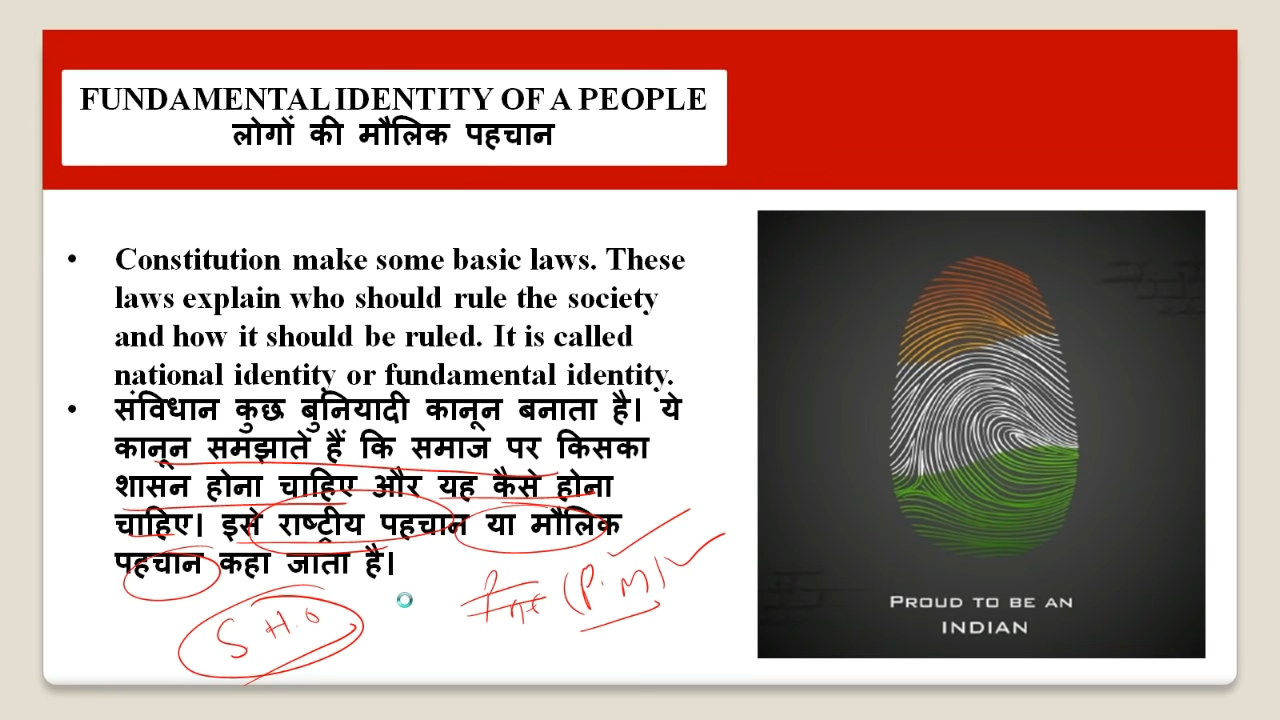 FUNDAMENTAL IDENTITY OF A PEOPLE
लोगों की मौलिक पहचान
• Constitution make some basic laws. These
laws explain who should rule the society
and how it should be ruled. It is called
national identity or fundamental identity.
• संविधान कुछ बुनियादी कानून बनाता है। ये
कानून समझाते हैं कि समाज पर किसका
शासन होना चाहिए और यह कैसे होना
चाहिए। इसे राष्ट्रीय पहचान या मौलिक
पहचान कहा जाता है।
S H.O
(P.M)
PROUD TO BE AN
INDIAN